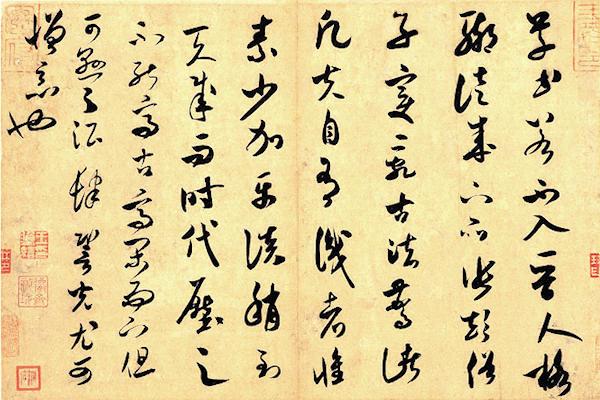 草書若不入晉人格
輒徒成下品張顛俗
子變亂古法驚諸
凡夫自有識者懷
素少加平淡稍到
天成而時代壓之
不能高古高閑而下但
可懸之酒肆䛒光尤可
憎惡也